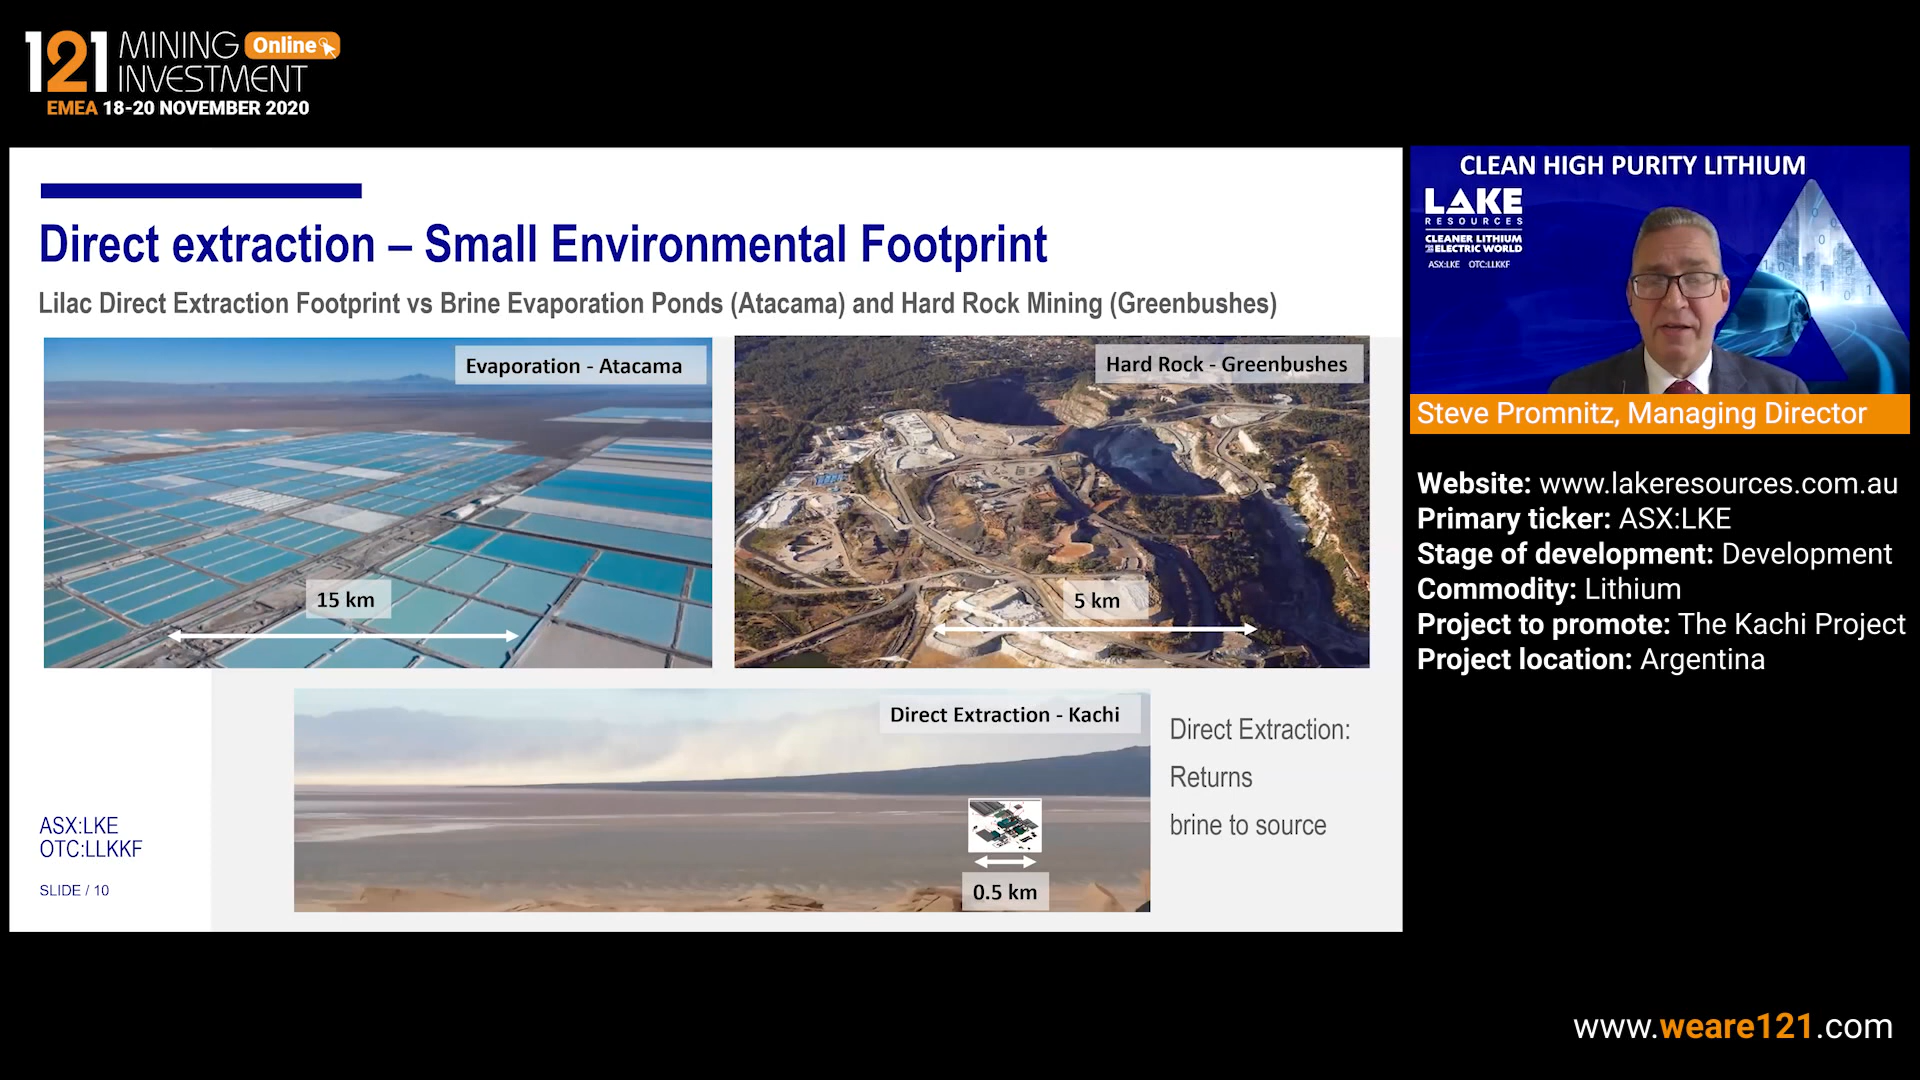 121 MINING Online
INVESTMENT
EMEA 18-20 NOVEMBER 2020
Direct extraction – Small Environmental Footprint
Lilac Direct Extraction Footprint vs Brine Evaporation Ponds (Atacama) and Hard Rock Mining (Greenbushes)
Evaporation - Atacama
15 km
Hard Rock - Greenbushes
5 km
Direct Extraction - Kachi
0.5 km
Direct Extraction:
Returns
brine to source
ASX:LKE
OTC:LLKKF
SLIDE / 10
CLEAN HIGH PURITY LITHIUM
LAKE
RESOURCES
CLEANER LITHIUM
ELECTRIC WORLD
ASX:LKE OTC:LLKKF
Steve Promnitz, Managing Director
Website: www.lakeresources.com.au
Primary ticker: ASX:LKE
Stage of development: Development
Commodity: Lithium
Project to promote: The Kachi Project
Project location: Argentina
www.weare121.com